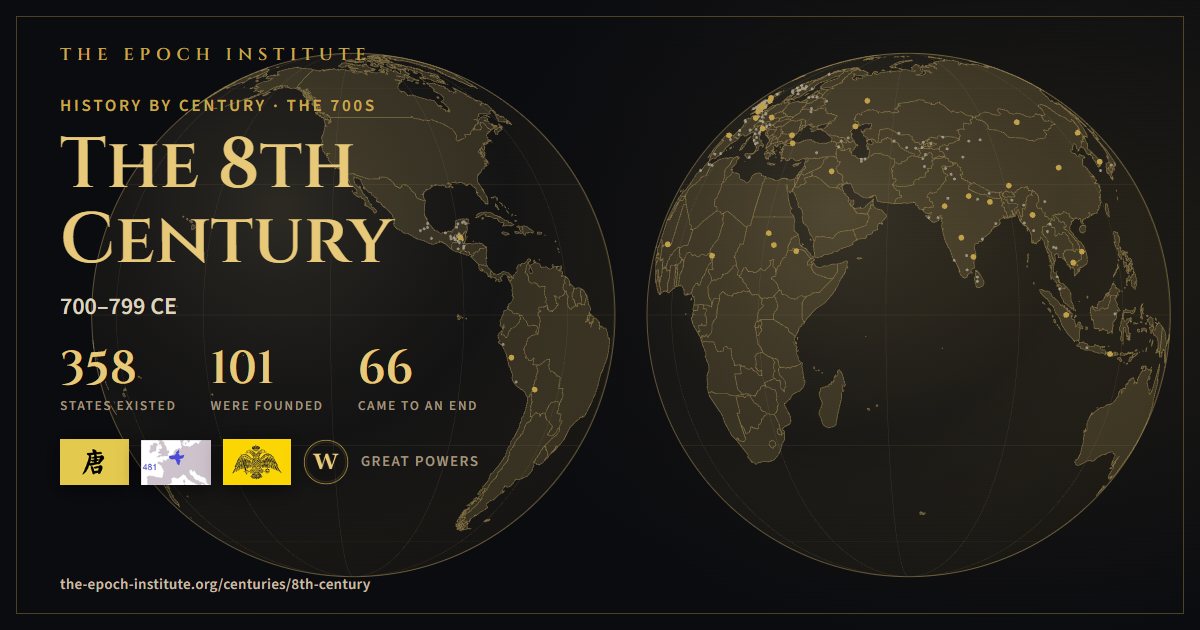 THE EPOCH INSTITUTE
HISTORY BY CENTURY · THE 700S
THE 8TH
CENTURY
700–799 CE
358 101 66
STATES EXISTED WERE FOUNDED CAME TO AN END
唐 481 W GREAT POWERS
the-epoch-institute.org/centuries/8th-century